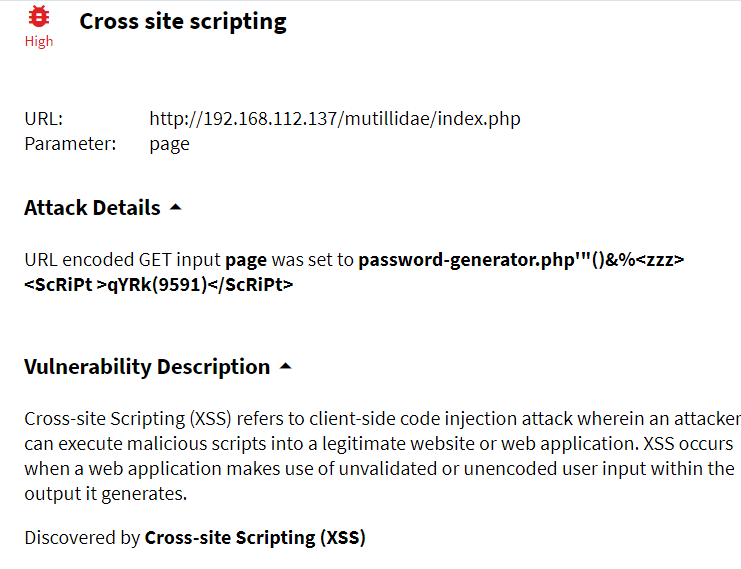 Cross site scripting
High
URL: http://192.168.112.137/mutillidae/index.php
Parameter: page
Attack Details
URL encoded GET input page was set to password-generator.php'"()&%<zzz>
<ScRiPt >qYRk(9591)</ScRiPt>
Vulnerability Description
Cross-site Scripting (XSS) refers to client-side code injection attack wherein an attacker
can execute malicious scripts into a legitimate website or web application. XSS occurs
when a web application makes use of unvalidated or unencoded user input within the
output it generates.
Discovered by Cross-site Scripting (XSS)